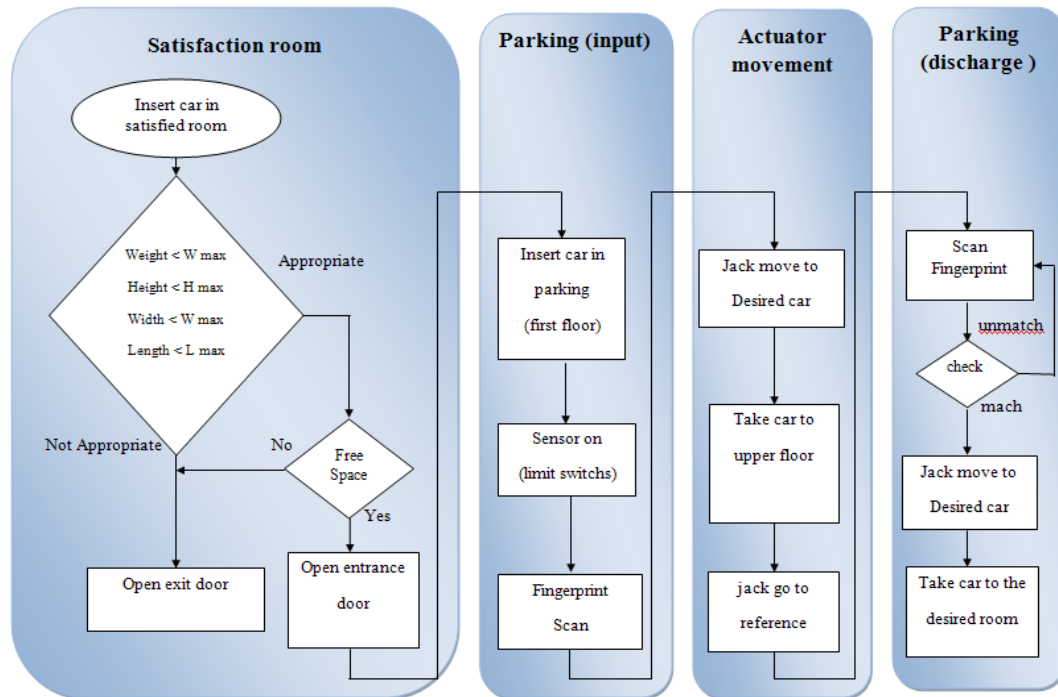 Satisfaction room
Insert car in
satisfied room
Weight < W max
Height < H max
Width < W max
Length < L max
Appropriate
Not Appropriate
No
Free
Space
Yes
Open exit door
Open entrance
door
Parking (input)
Insert car in
parking
(first floor)
Sensor on
(limit switchs)
Fingerprint
Scan
Actuator
movement
Jack move to
Desired car
Take car to
upper floor
jack go to
reference
Parking
(discharge )
Scan
Fingerprint
unmatch
check
mach
Jack move to
Desired car
Take car to the
desired room